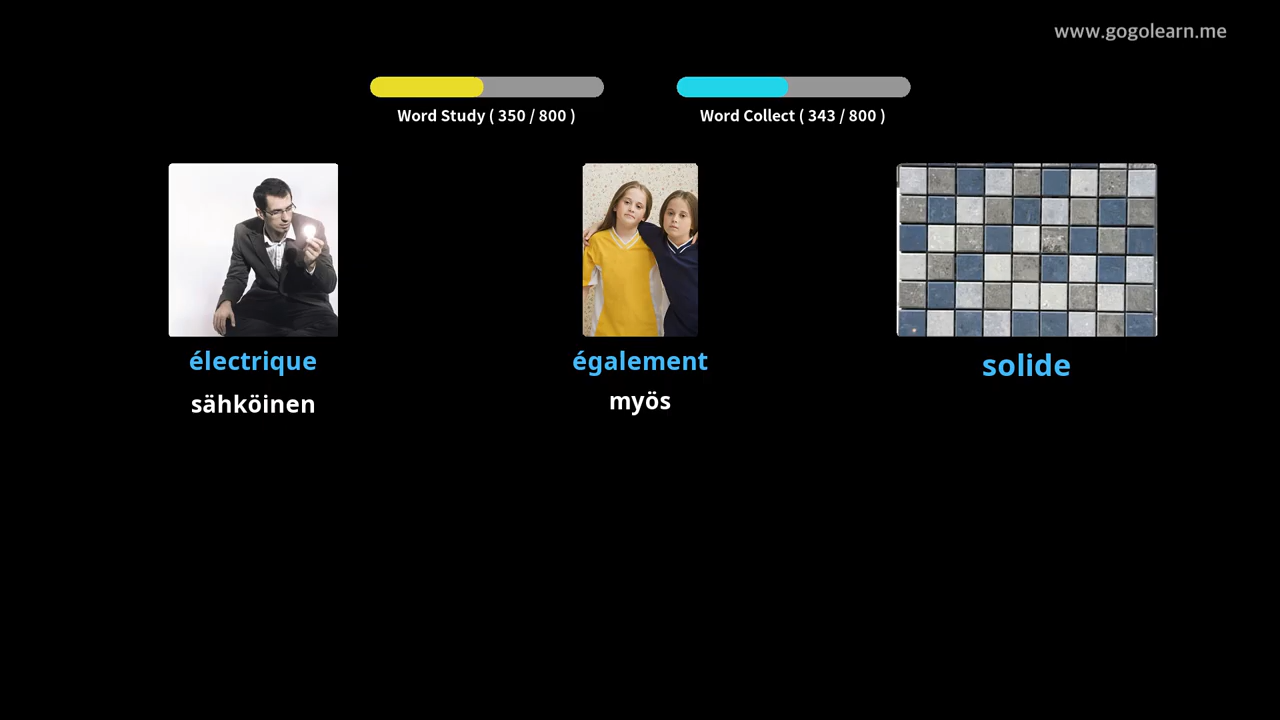 www.gogolearn.me
Word Study ( 350 / 800 )
Word Collect ( 343 / 800 )
électrique
sähköinen
également
myös
solide